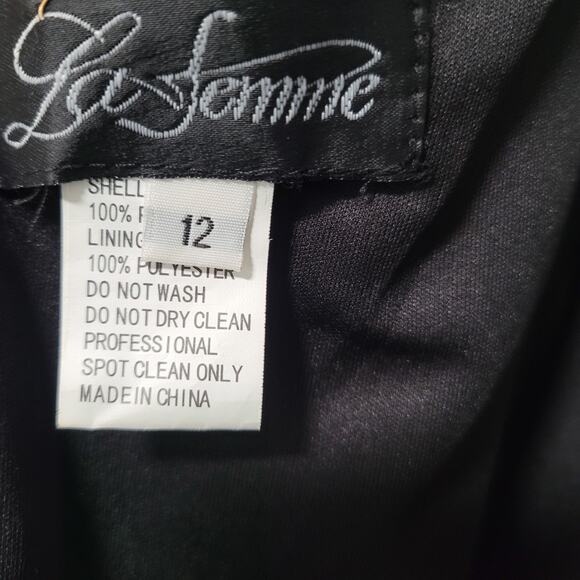 La Femme
SHELL
100%
12
LINING
100% POLYESTER
DO NOT WASH
DO NOT DRY CLEAN
PROFESSIONAL
SPOT CLEAN ONLY
MADE IN CHINA